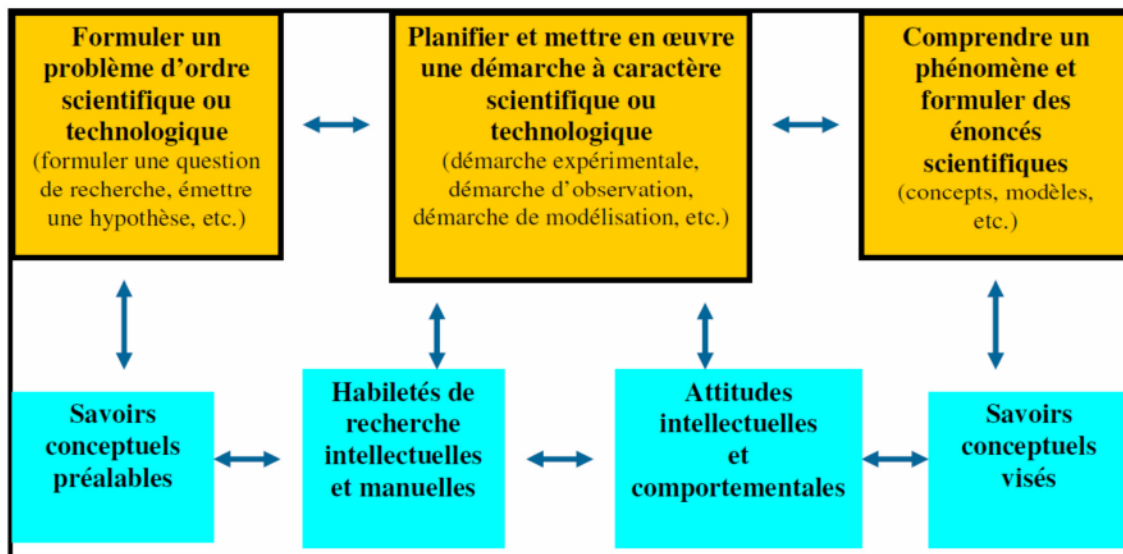 Formuler un
problème d'ordre
scientifique ou
technologique
(formuler une question
de recherche, émettre
une hypothèse, etc.)
Planifier et mettre en œuvre
une démarche à caractère
scientifique ou
technologique
(démarche expérimentale,
démarche d'observation,
démarche de modélisation, etc.)
Comprendre un
phénomène et
formuler des
énoncés
scientifiques
(concepts, modèles,
etc.)
Savoirs
conceptuels
préalables
Habiletés de
recherche
intellectuelles
et manuelles
Attitudes
intellectuelles
et
comportementales
Savoirs
conceptuels
visés